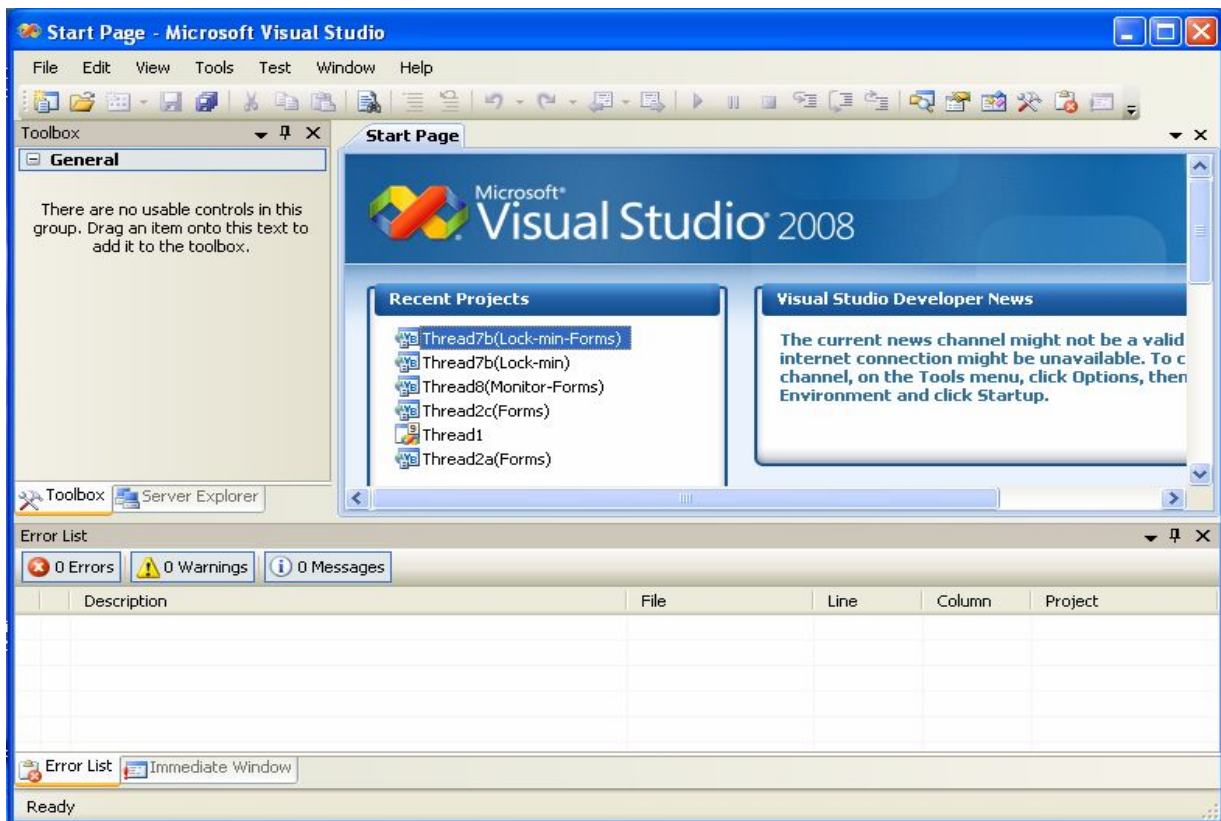 Start Page - Microsoft Visual Studio
File Edit View Tools Test Window Help
Toolbox
General
There are no usable controls in this
group. Drag an item onto this text to
add it to the toolbox.
Toolbox Server Explorer
Start Page
Microsoft®
Visual Studio® 2008
Recent Projects
Thread7b(Lock-min-Forms)
Thread7b(Lock-min)
Thread8(Monitor-Forms)
Thread2c(Forms)
Thread1
Thread2a(Forms)
Visual Studio Developer News
The current news channel might not be a valid
internet connection might be unavailable. To c
channel, on the Tools menu, click Options, then
Environment and click Startup.
Error List
0 Errors 0 Warnings 0 Messages
Description File Line Column Project
Error List Immediate Window
Ready